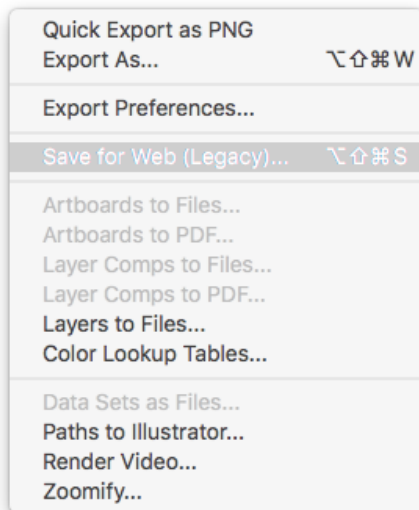 Quick Export as PNG
Export As... ⌥⇧⌘W
Export Preferences...
Save for Web (Legacy)... ⌥⇧⌘S
Artboards to Files...
Artboards to PDF...
Layer Comps to Files...
Layer Comps to PDF...
Layers to Files...
Color Lookup Tables...
Data Sets as Files...
Paths to Illustrator...
Render Video...
Zoomify...